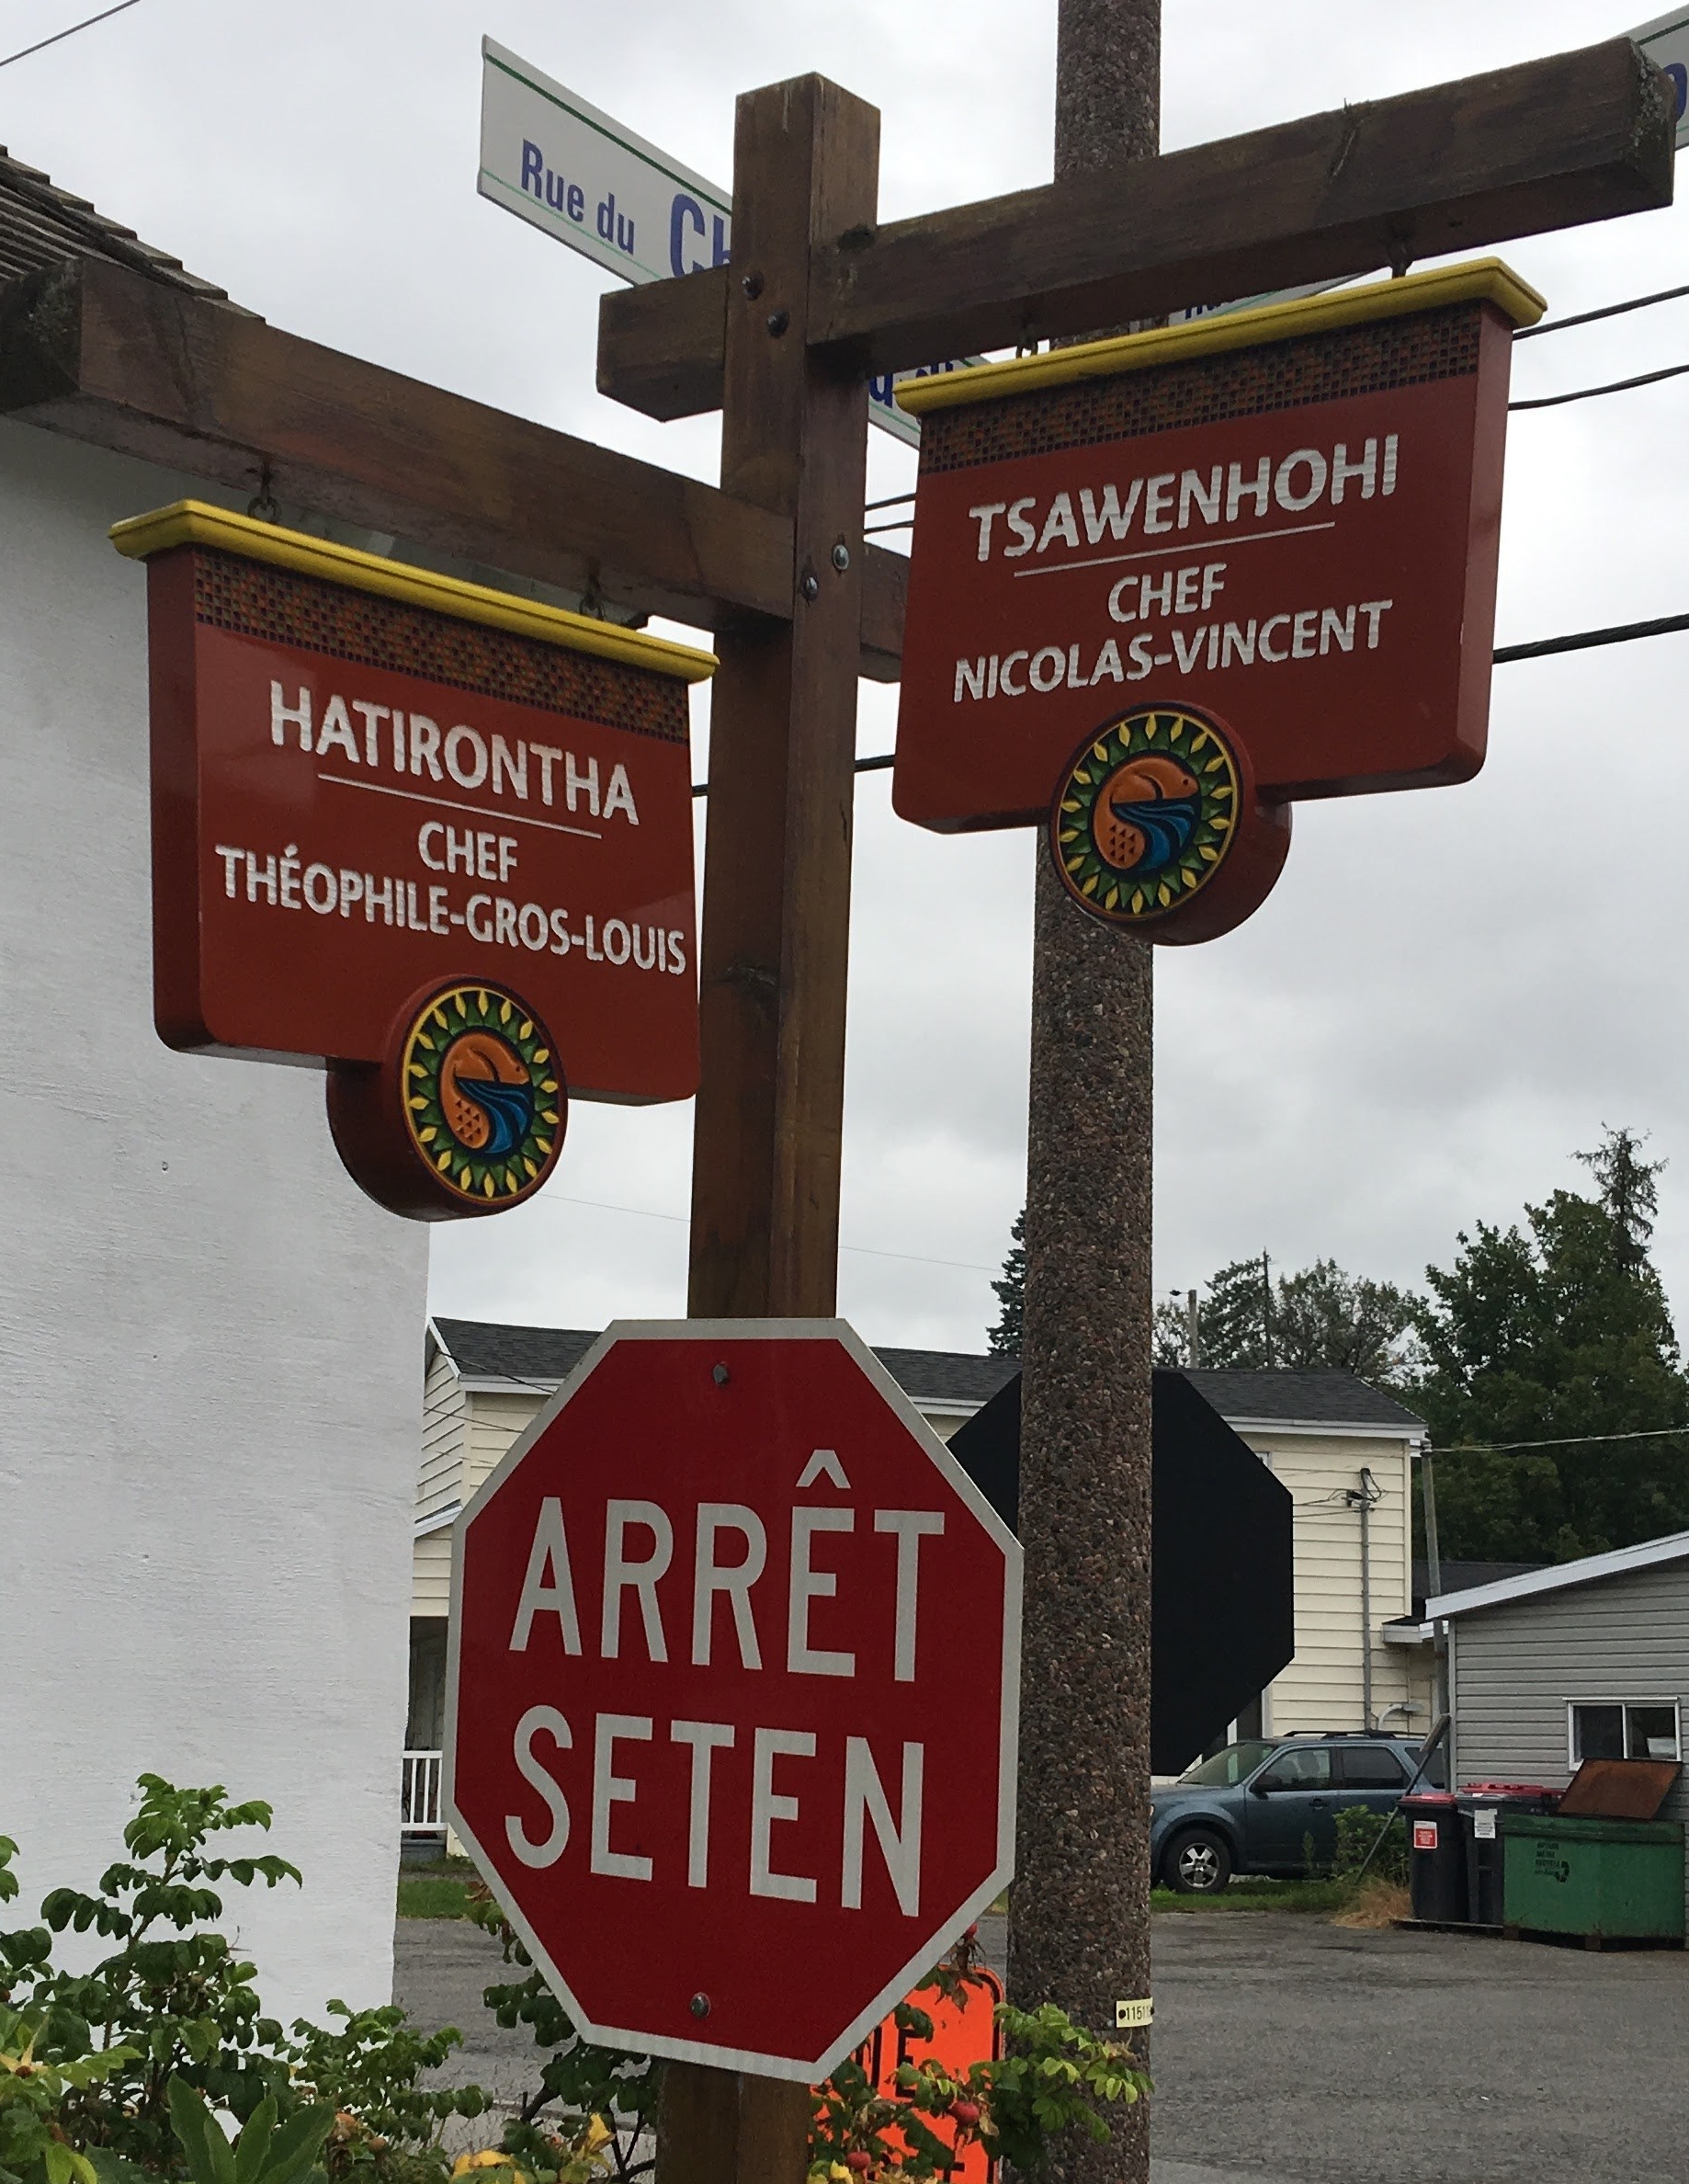 Rue du
TSAWENHOHI
CHEF
NICOLAS-VINCENT
HATIRONTHA
CHEF
THÉOPHILE-GROS-LOUIS
ARRÊT
SETEN